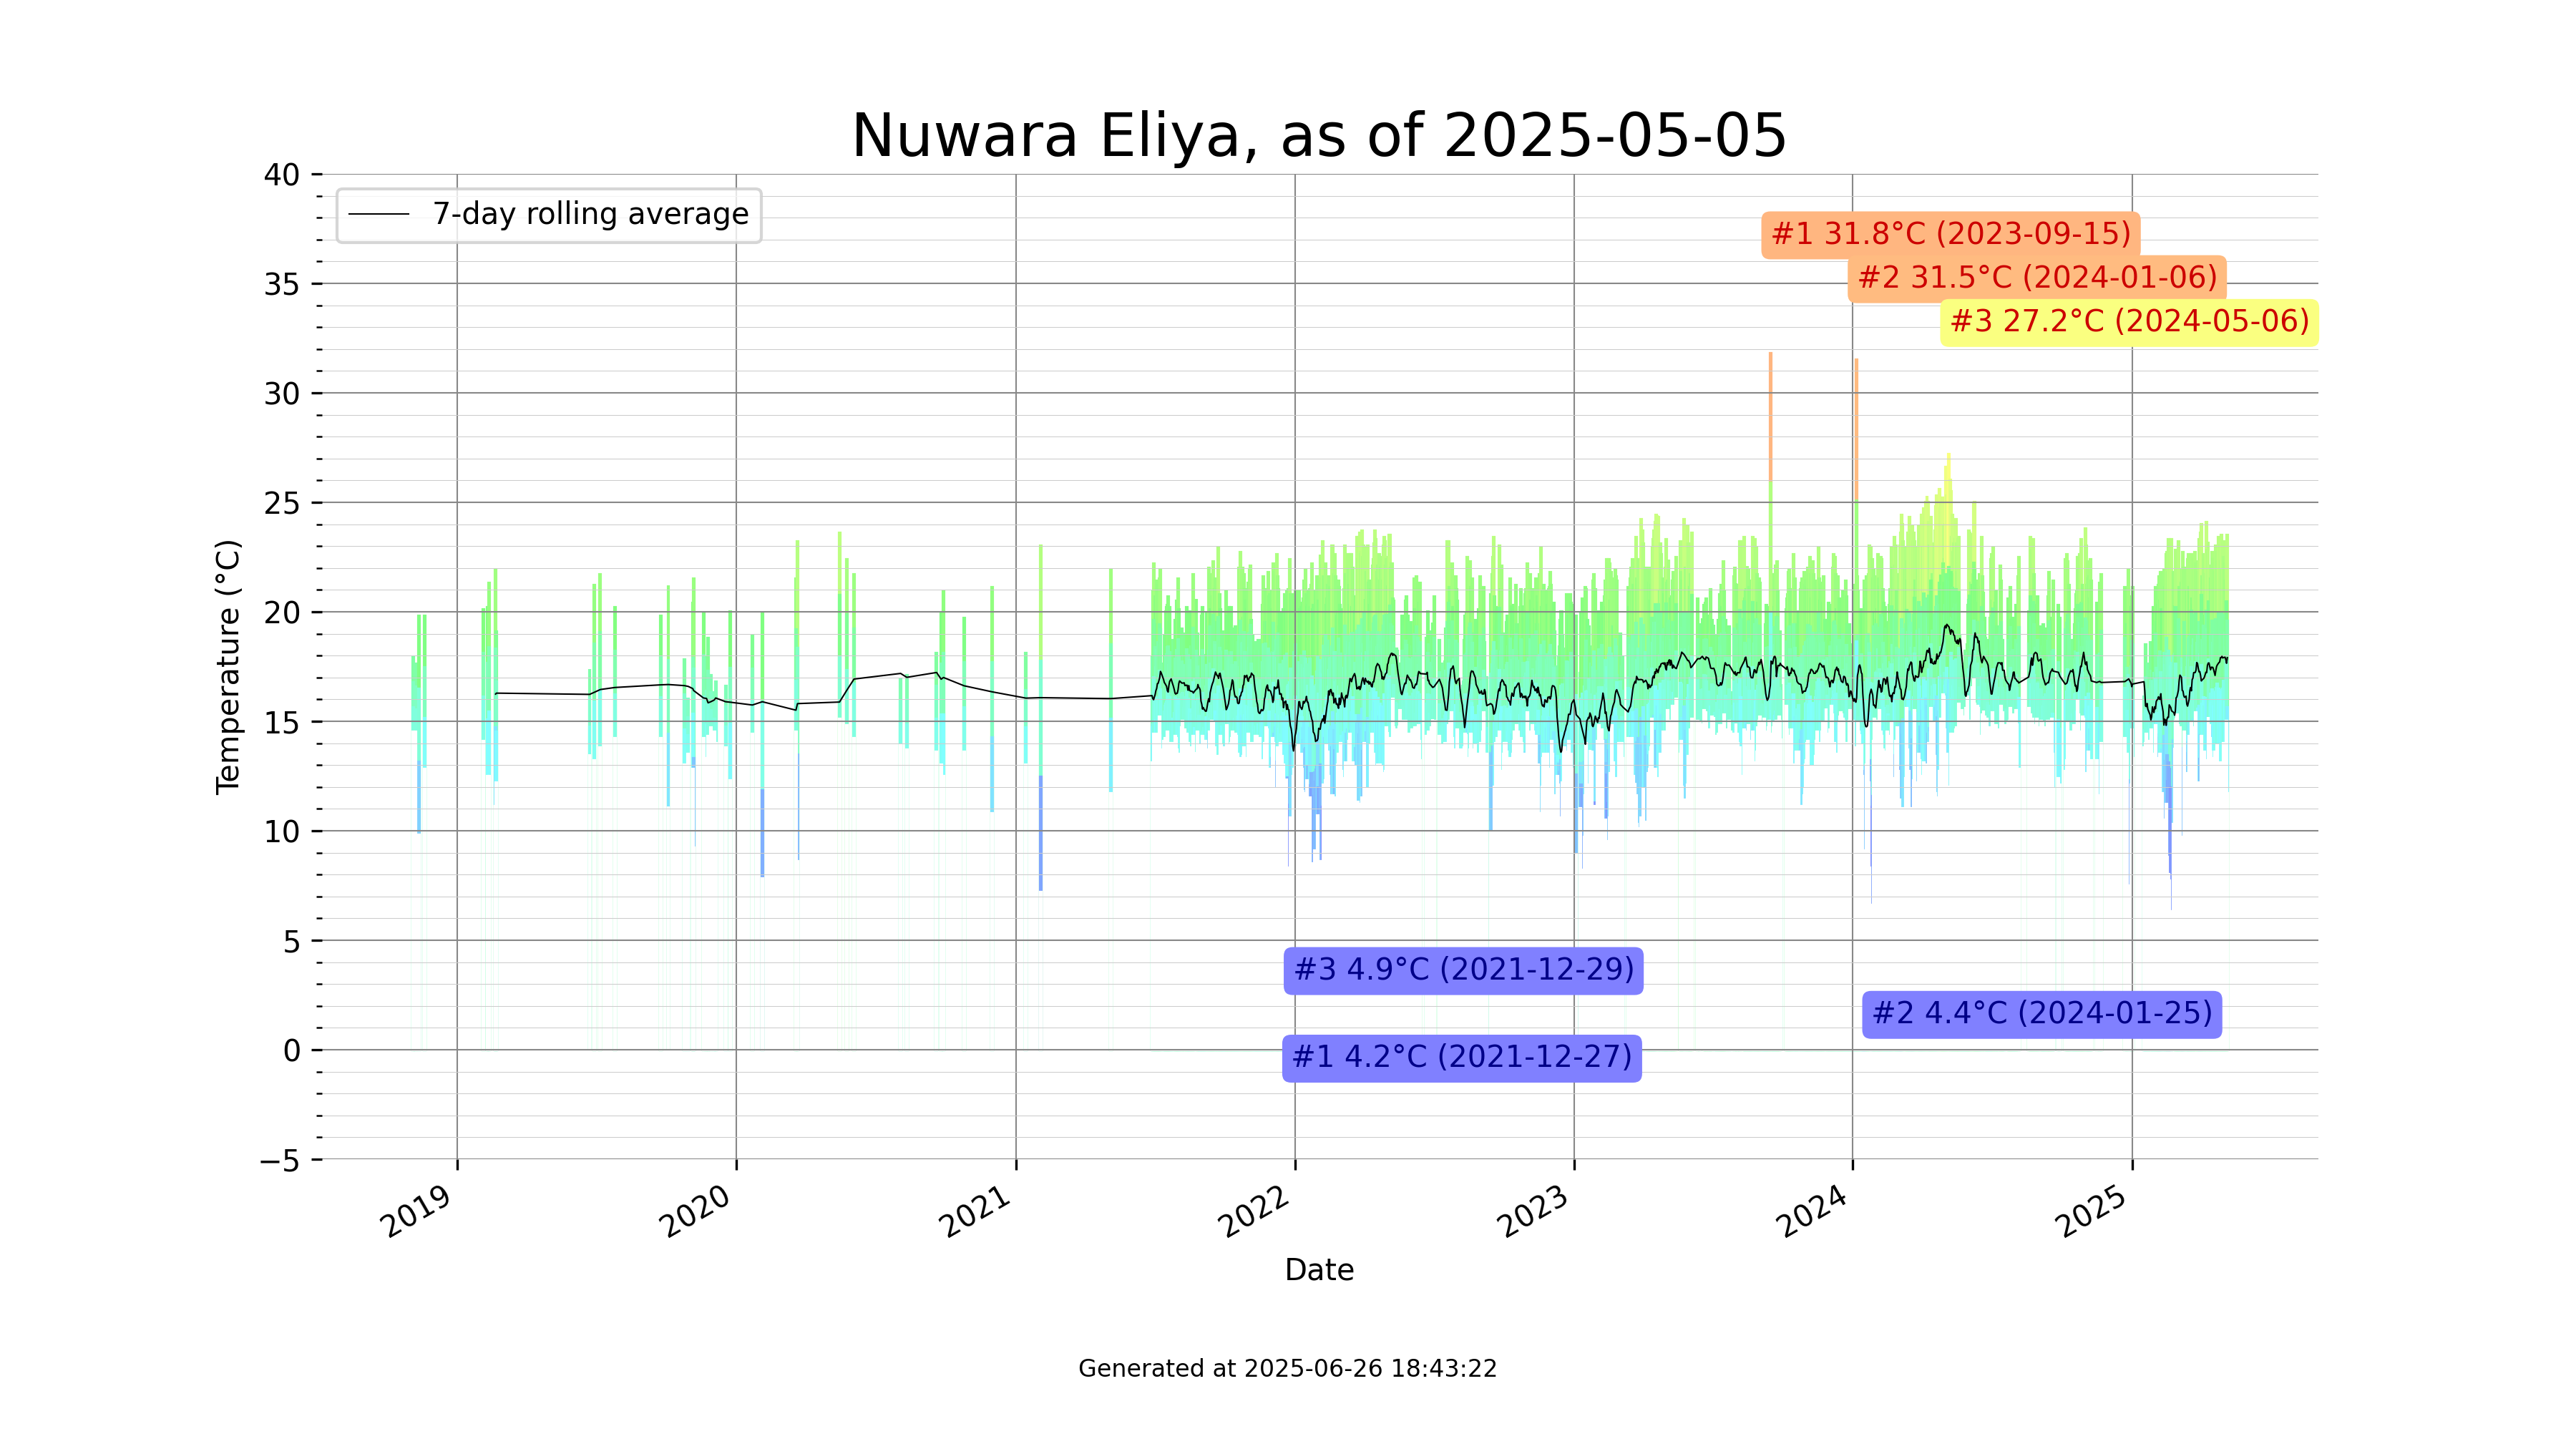 Nuwara Eliya, as of 2025-05-05
40
35
30
25
20
15
10
5
0
−5
Temperature (°C)
7-day rolling average
#1 31.8°C (2023-09-15)
#2 31.5°C (2024-01-06)
#3 27.2°C (2024-05-06)
#3 4.9°C (2021-12-29)
#2 4.4°C (2024-01-25)
#1 4.2°C (2021-12-27)
2019
2020
2021
2022
2023
2024
2025
Date
Generated at 2025-06-26 18:43:22